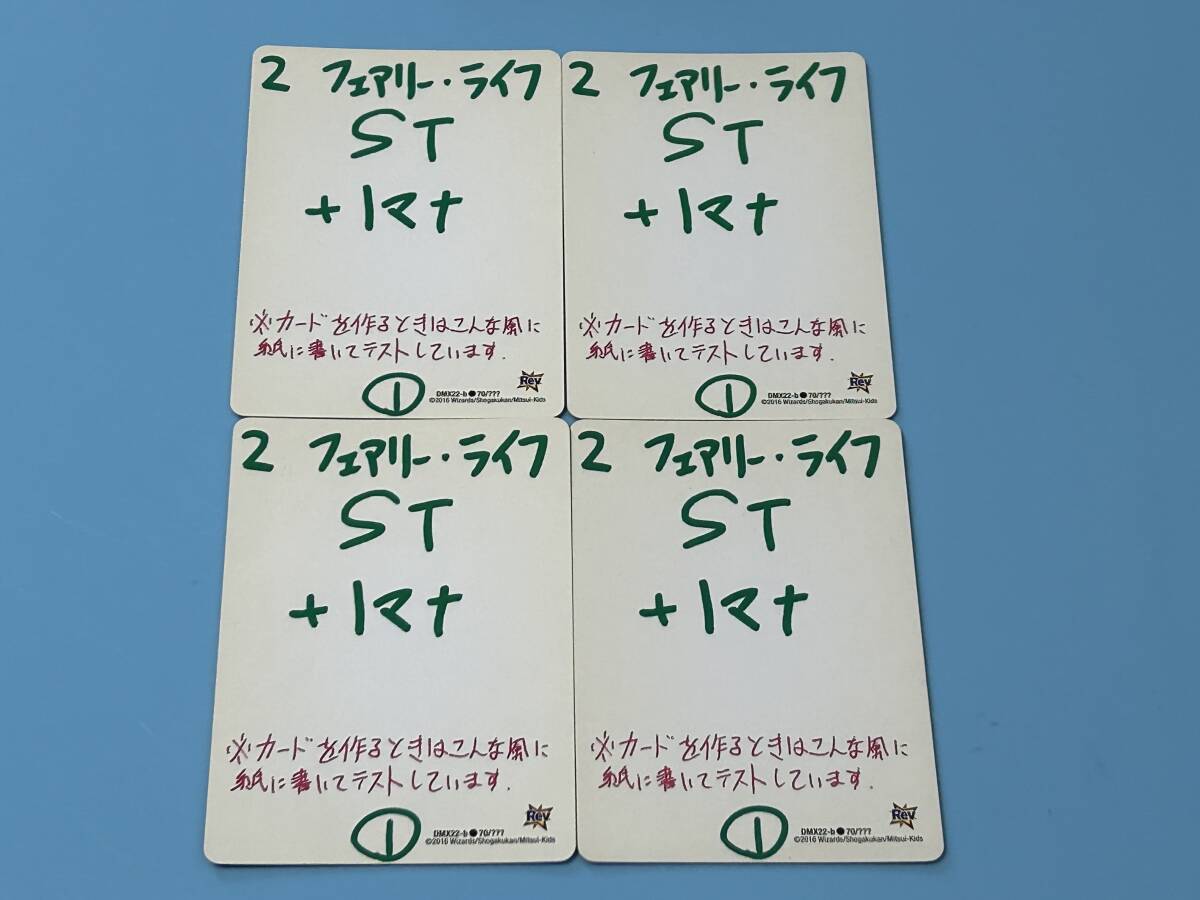 2 フェアリー・ライフ
ST
+1マナ
※カードを作るときはこんな風に
紙に書いてテストしています.
1
Rev
DMX22-b●70/???
©2016 Wizards/Shogakukan/Mitsui-Kids
2 フェアリー・ライフ
ST
+1マナ
※カードを作るときはこんな風に
紙に書いてテストしています.
1
Rev
DMX22-b●70/???
©2016 Wizards/Shogakukan/Mitsui-Kids
2 フェアリー・ライフ
ST
+1マナ
※カードを作るときはこんな風に
紙に書いてテストしています.
1
Rev
DMX22-b●70/???
©2016 Wizards/Shogakukan/Mitsui-Kids
2 フェアリー・ライフ
ST
+1マナ
※カードを作るときはこんな風に
紙に書いてテストしています.
1
Rev
DMX22-b●70/???
©2016 Wizards/Shogakukan/Mitsui-Kids